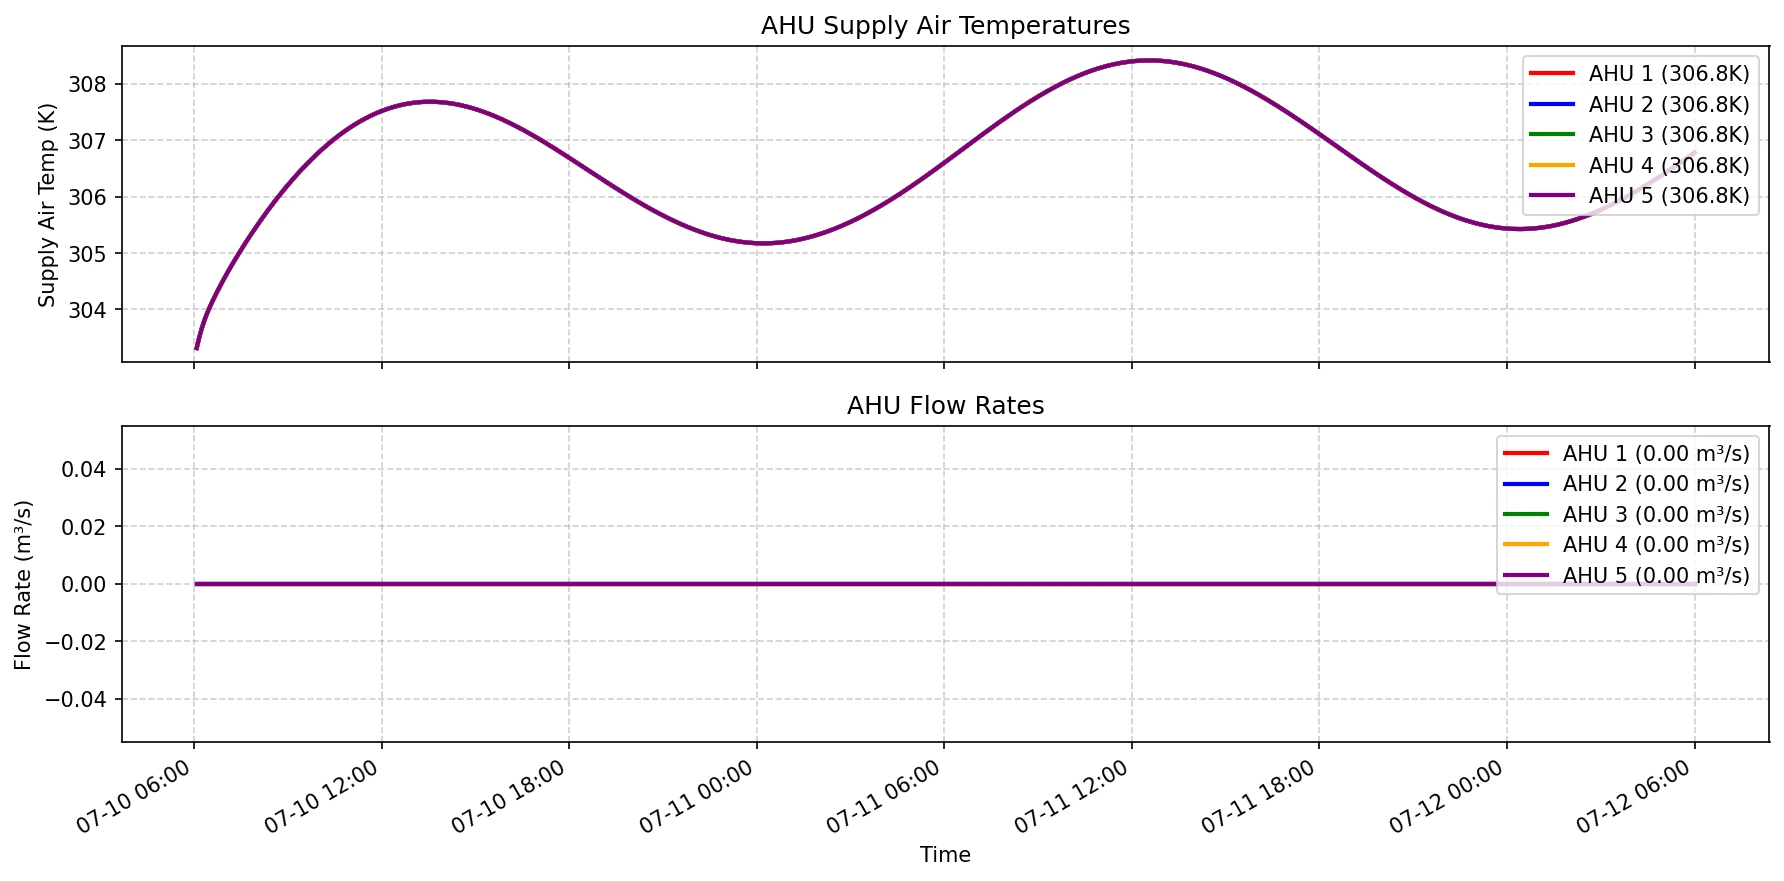 AHU Supply Air Temperatures
Supply Air Temp (K)
308
307
306
305
304
AHU 1 (306.8K)
AHU 2 (306.8K)
AHU 3 (306.8K)
AHU 4 (306.8K)
AHU 5 (306.8K)
AHU Flow Rates
Flow Rate (m³/s)
0.04
0.02
0.00
−0.02
−0.04
AHU 1 (0.00 m³/s)
AHU 2 (0.00 m³/s)
AHU 3 (0.00 m³/s)
AHU 4 (0.00 m³/s)
AHU 5 (0.00 m³/s)
07-10 06:00
07-10 12:00
07-10 18:00
07-11 00:00
07-11 06:00
07-11 12:00
07-11 18:00
07-12 00:00
07-12 06:00
Time